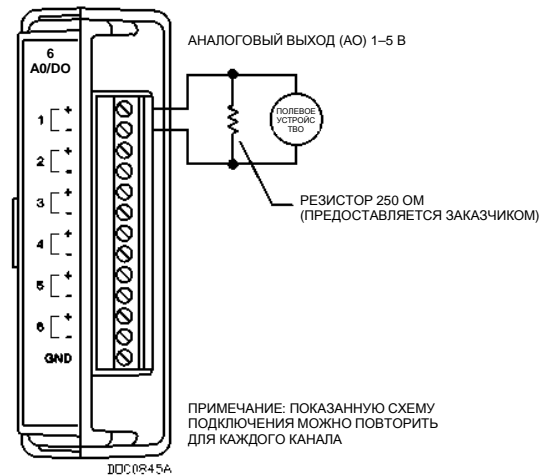 6
A0/DO
1 + -
2 + -
3 + -
4 + -
5 + -
6 + -
GND
АНАЛОГОВЫЙ ВЫХОД (АО) 1–5 В
ПОЛЕВОЕ
УСТРОЙС
ТВО
РЕЗИСТОР 250 ОМ
(ПРЕДОСТАВЛЯЕТСЯ ЗАКАЗЧИКОМ)
ПРИМЕЧАНИЕ: ПОКАЗАННУЮ СХЕМУ
ПОДКЛЮЧЕНИЯ МОЖНО ПОВТОРИТЬ
ДЛЯ КАЖДОГО КАНАЛА
DOC0845A